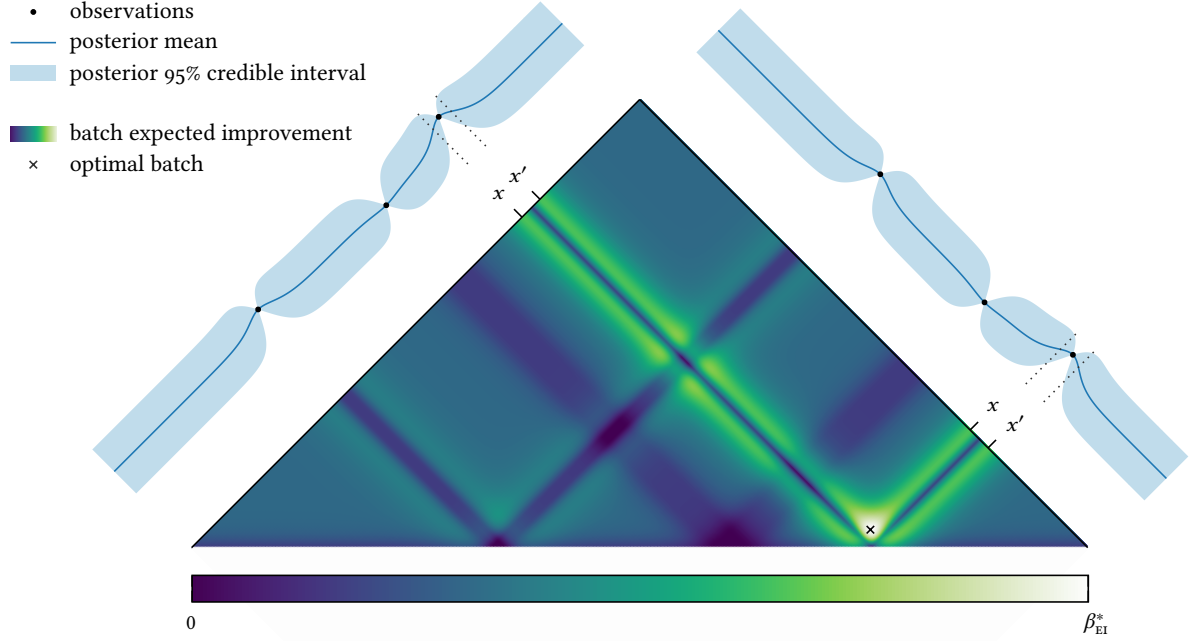 observations
posterior mean
posterior 95% credible interval
batch expected improvement
optimal batch
x x′
x
x′
0 β*EI